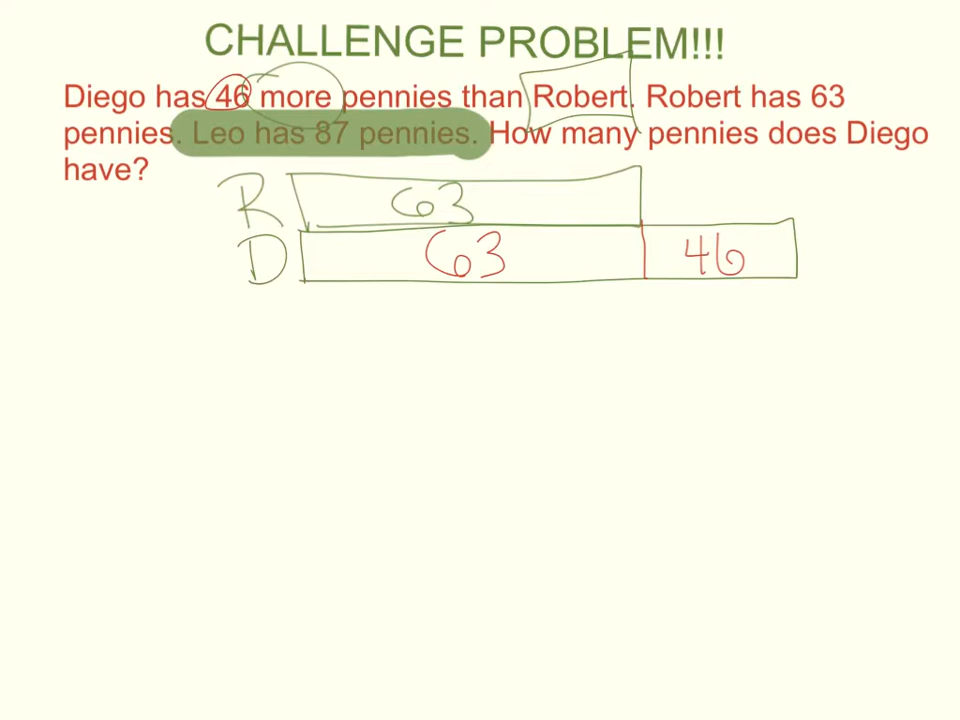 CHALLENGE PROBLEM!!!
Diego has 46 more pennies than Robert. Robert has 63
pennies. Leo has 87 pennies. How many pennies does Diego
have?
R 63
D 63 46